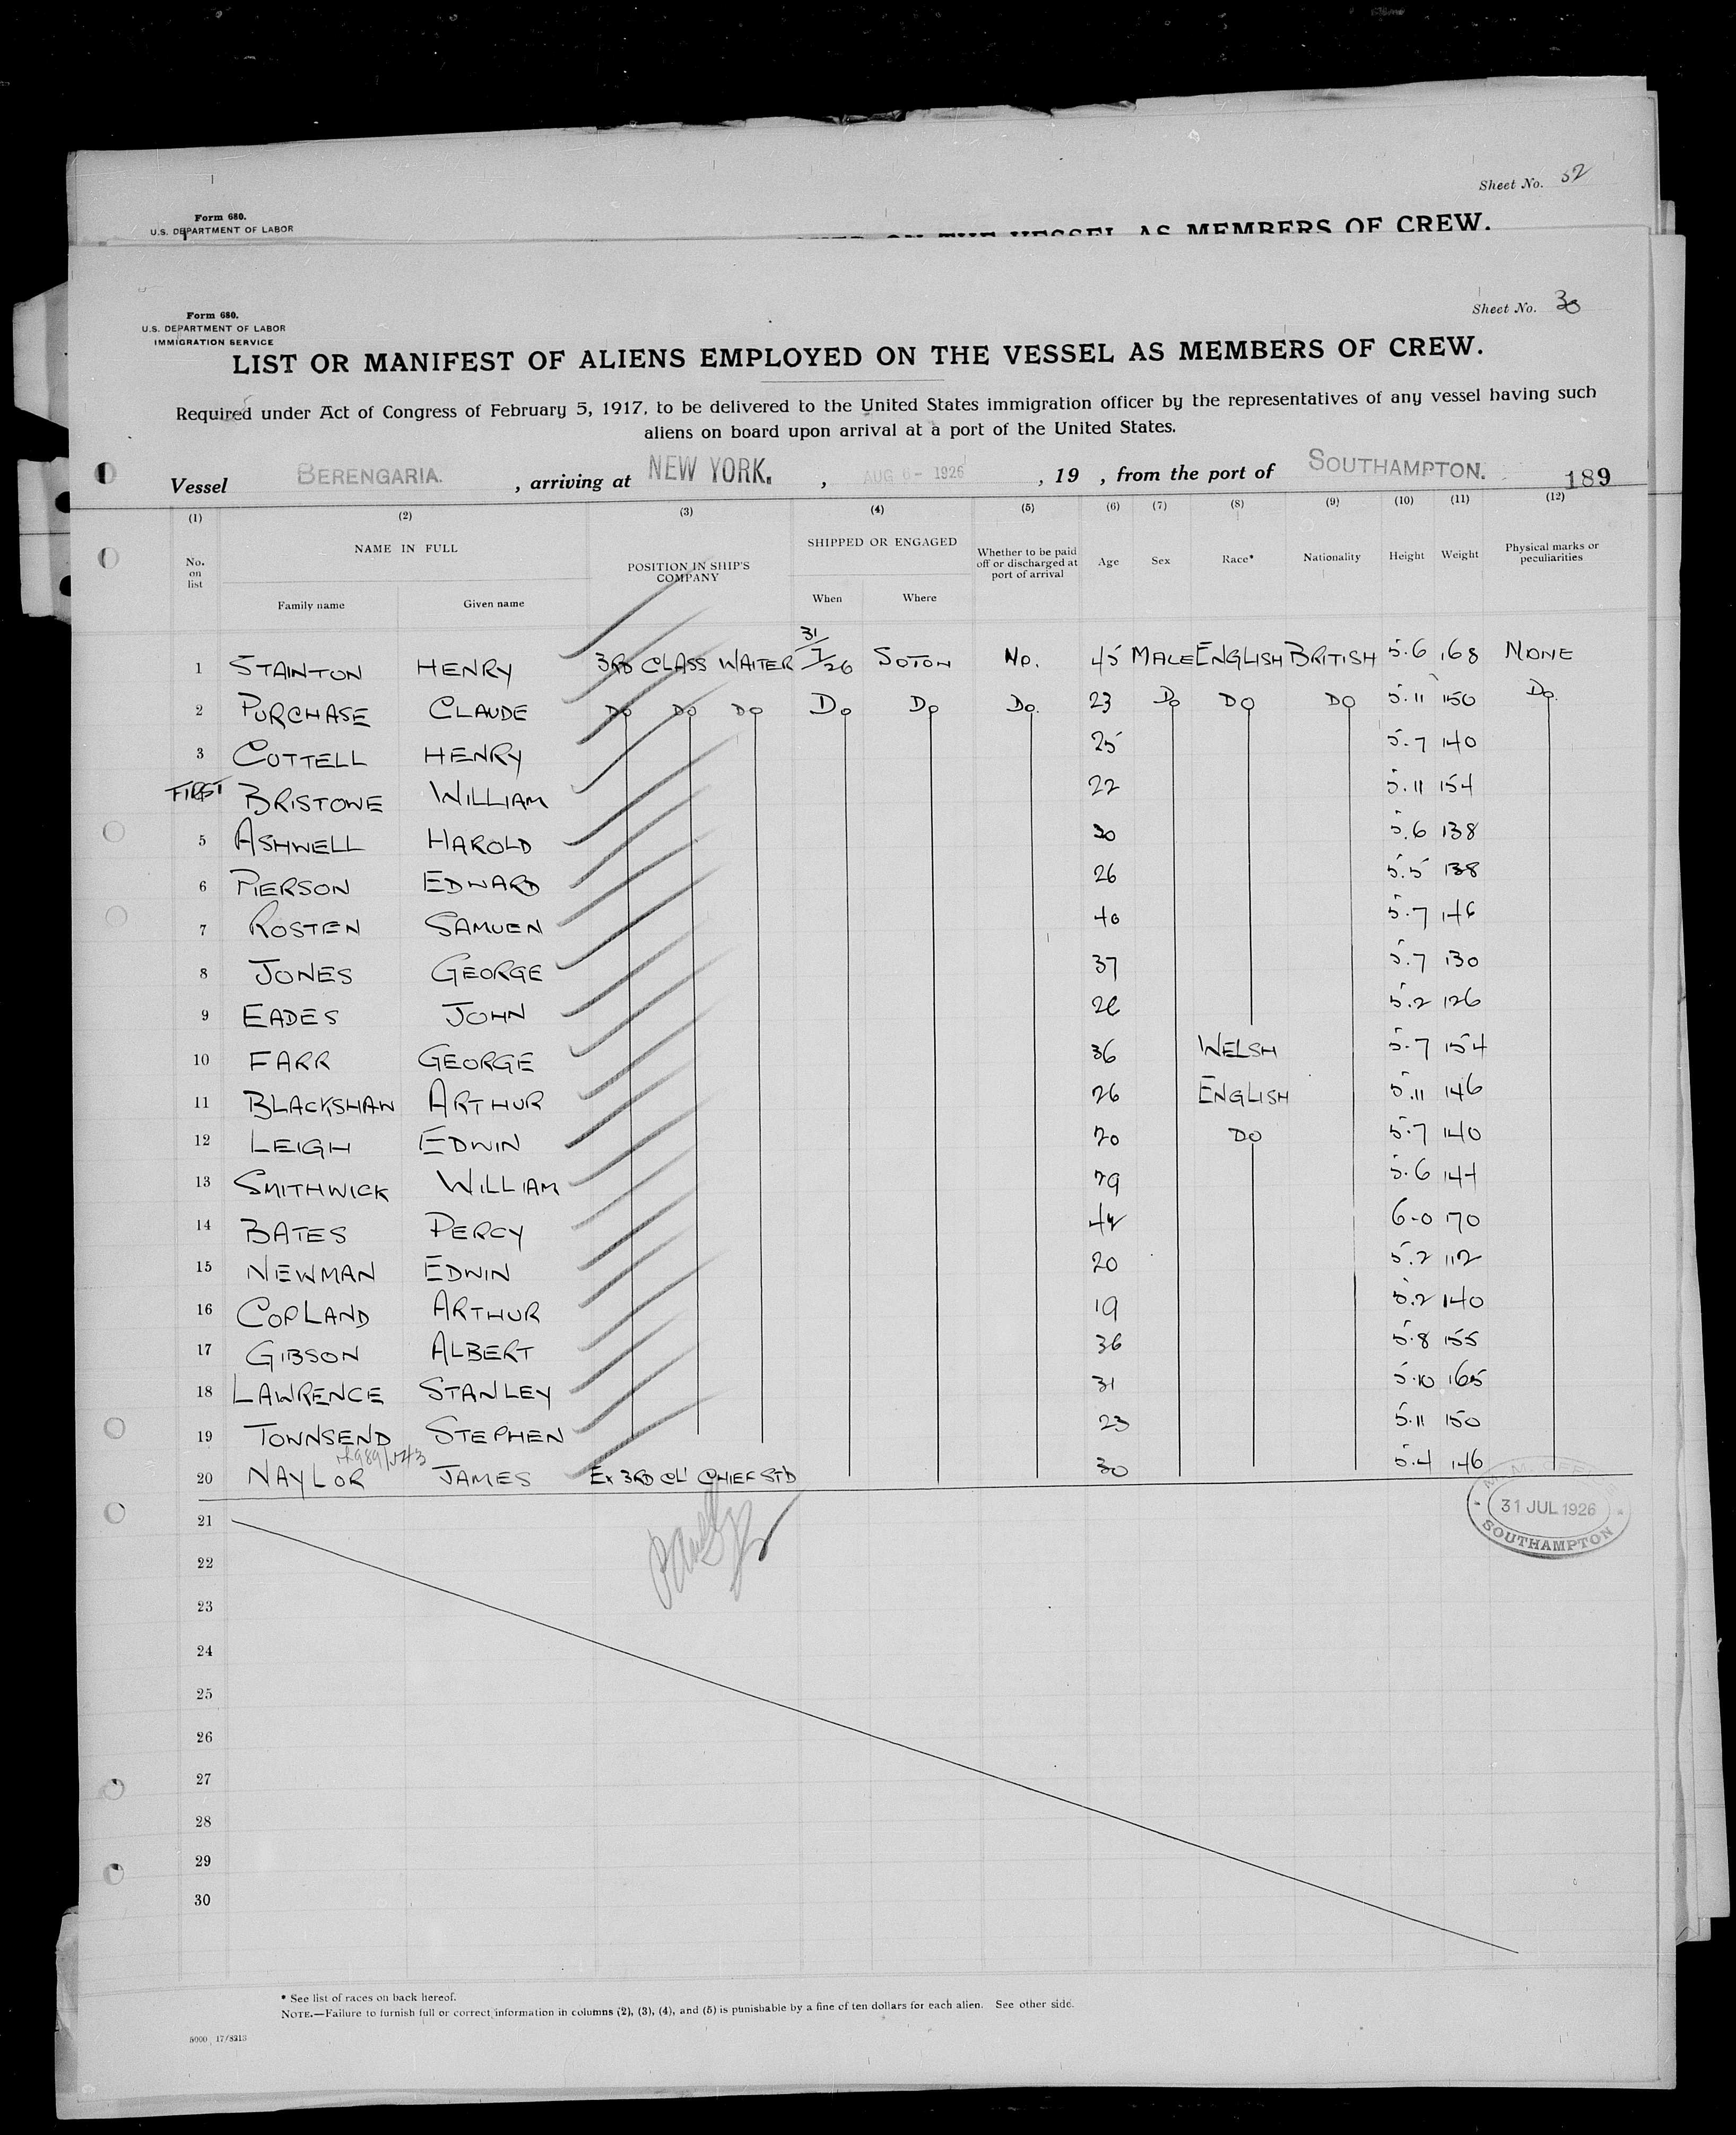 Sheet No. 52
Form 680.
U.S. DEPARTMENT OF LABOR
ON THE VESSEL AS MEMBERS OF CREW.
Sheet No. 30
Form 680.
U.S. DEPARTMENT OF LABOR
IMMIGRATION SERVICE
LIST OR MANIFEST OF ALIENS EMPLOYED ON THE VESSEL AS MEMBERS OF CREW.
Required under Act of Congress of February 5, 1917, to be delivered to the United States immigration officer by the representatives of any vessel having such
aliens on board upon arrival at a port of the United States.
Vessel BERENGARIA. , arriving at NEW YORK. , AUG 6 - 1926 , 19 , from the port of SOUTHAMPTON. 189
(1) (2) (3) (4) (5) (6) (7) (8) (9) (10) (11) (12)
No. on list NAME IN FULL POSITION IN SHIP'S COMPANY SHIPPED OR ENGAGED Whether to be paid off or discharged at port of arrival Age Sex Race* Nationality Height Weight Physical marks or peculiarities
Family name Given name When Where
1 STAINTON HENRY 3RD CLASS WAITER 31/7/26 SOTON No. 45 MALE ENGLISH BRITISH 5.6 168 NONE
2 PURCHASE CLAUDE DO DO DO DO DO DO. 23 DO DO DO 5.11 150 DO.
3 COTTELL HENRY 25 5.7 140
FIRST BRISTOWE WILLIAM 22 5.11 154
5 ASHWELL HAROLD 30 5.6 138
6 PIERSON EDWARD 26 5.5 138
7 ROSTEN SAMUEN 40 5.7 146
8 JONES GEORGE 37 5.7 130
9 EADES JOHN 5.2 126
10 FARR GEORGE 36 WELSH 5.7 154
11 BLACKSHAW ARTHUR 26 ENGLISH 5.11 146
12 LEIGH EDWIN 20 DO 5.7 140
13 SMITHWICK WILLIAM 29 5.6 144
14 BATES PERCY 6-0 170
15 NEWMAN EDWIN 20 5.2 112
16 COPLAND ARTHUR 19 5.2 140
17 GIBSON ALBERT 36 5.8 155
18 LAWRENCE STANLEY 31 5.10 165
19 TOWNSEND STEPHEN 23 5.11 150
20 NAYLOR JAMES Ex 3RD CL' CHIEF STD 30 5.4 146
31 JUL 1926
SOUTHAMPTON
21
22
23
24
25
26
27
28
29
30
* See list of races on back hereof.
NOTE.—Failure to furnish full or correct information in columns (2), (3), (4), and (5) is punishable by a fine of ten dollars for each alien. See other side.